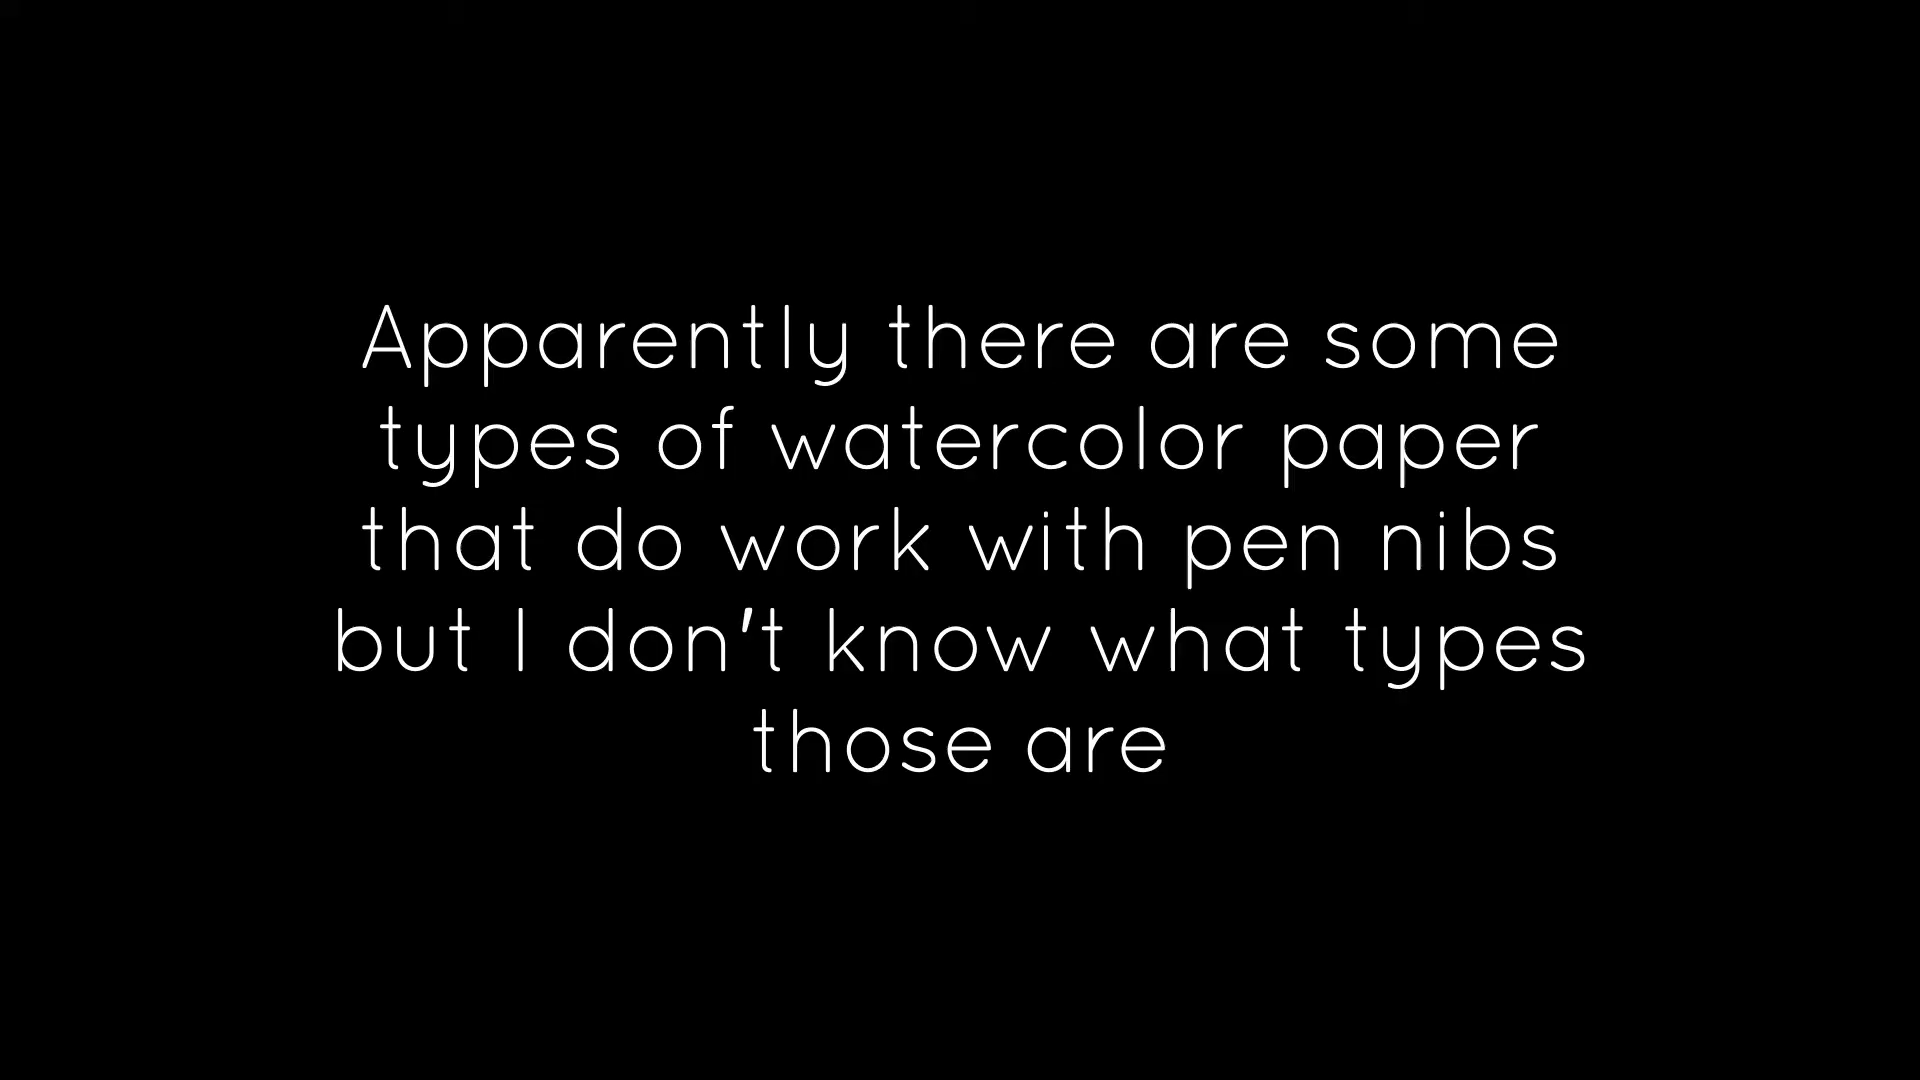 Apparently there are some
types of watercolor paper
that do work with pen nibs
but I don't know what types
those are